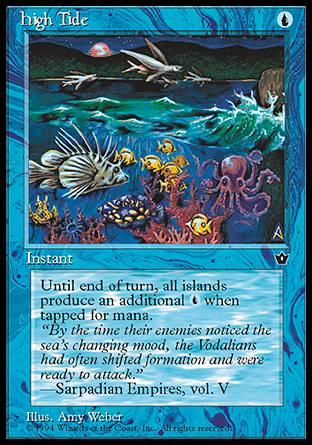 High Tide
Instant
Until end of turn, all islands
produce an additional when
tapped for mana.
"By the time their enemies noticed the
sea's changing mood, the Vodalians
had often shifted formation and were
ready to attack."
Sarpadian Empires, vol. V
Illus. Amy Weber
©1994 Wizards of the Coast, Inc. All rights reserved.